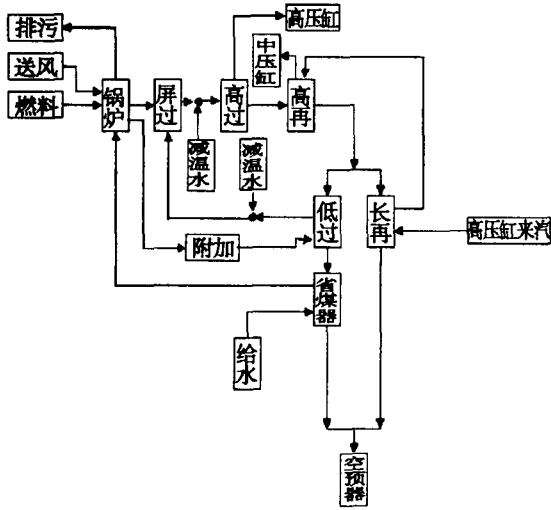 排污
送风
燃料
锅炉
屏过
高过
高压缸
中压缸
高再
减温水
减温水
低过
长再
高压缸来汽
附加
省煤器
给水
空预器